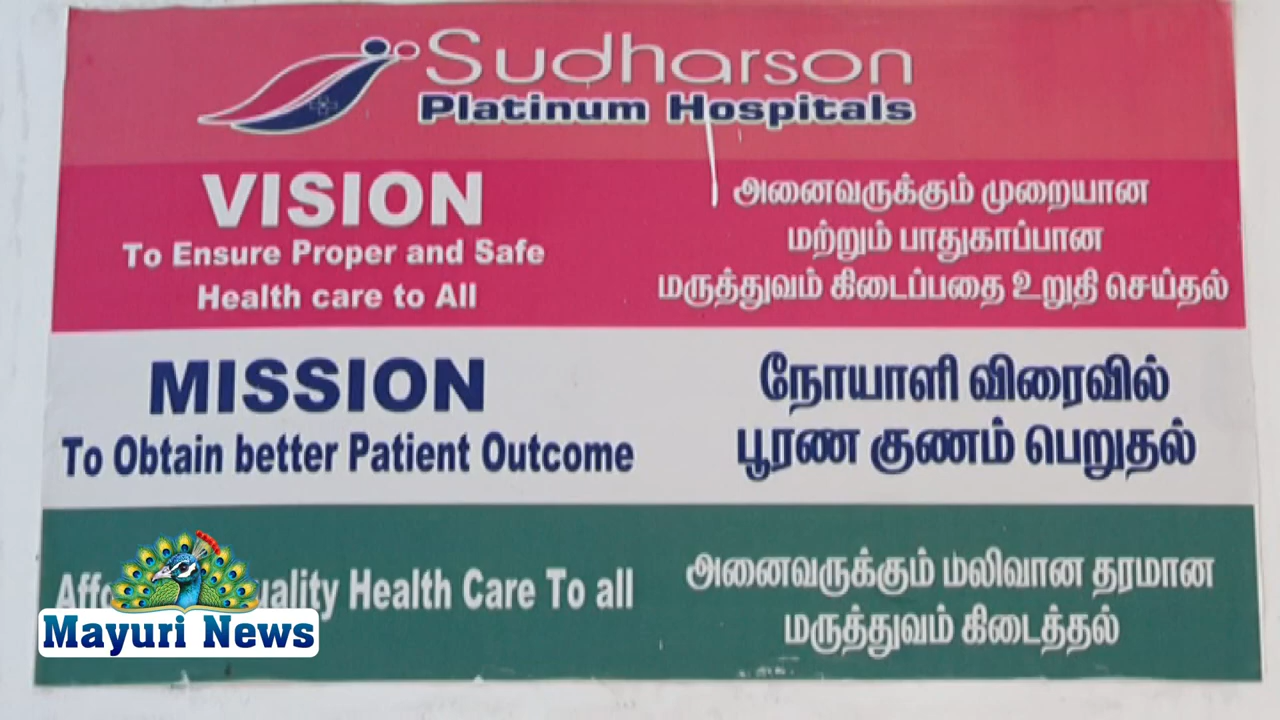 Sudharson
Platinum Hospitals
VISION
To Ensure Proper and Safe
Health care to All
அனைவருக்கும் முறையான
மற்றும் பாதுகாப்பான
மருத்துவம் கிடைப்பதை உறுதி செய்தல்
MISSION
To Obtain better Patient Outcome
நோயாளி விரைவில்
பூரண குணம் பெறுதல்
Health Care To all
அனைவருக்கும் மலிவான தரமான
மருத்துவம் கிடைத்தல்
Mayuri News